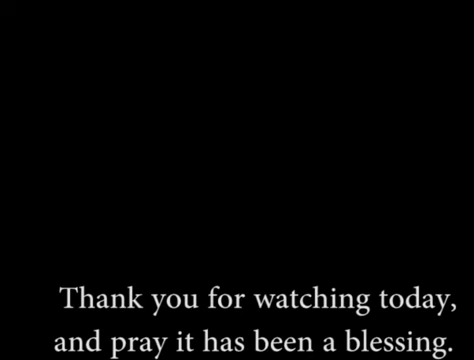 Thank you for watching today,
and pray it has been a blessing.